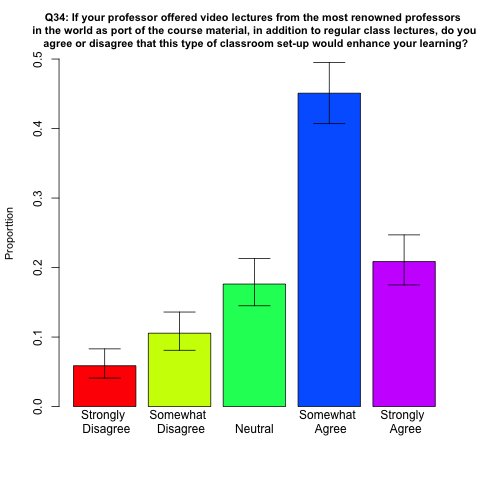 Q34: If your professor offered video lectures from the most renowned professors
in the world as part of the course material, in addition to regular class lectures, do you
agree or disagree that this type of classroom set-up would enhance your learning?
Proporttion
0.5
0.4
0.3
0.2
0.1
0.0
Strongly
Disagree
Somewhat
Disagree
Neutral
Somewhat
Agree
Strongly
Agree